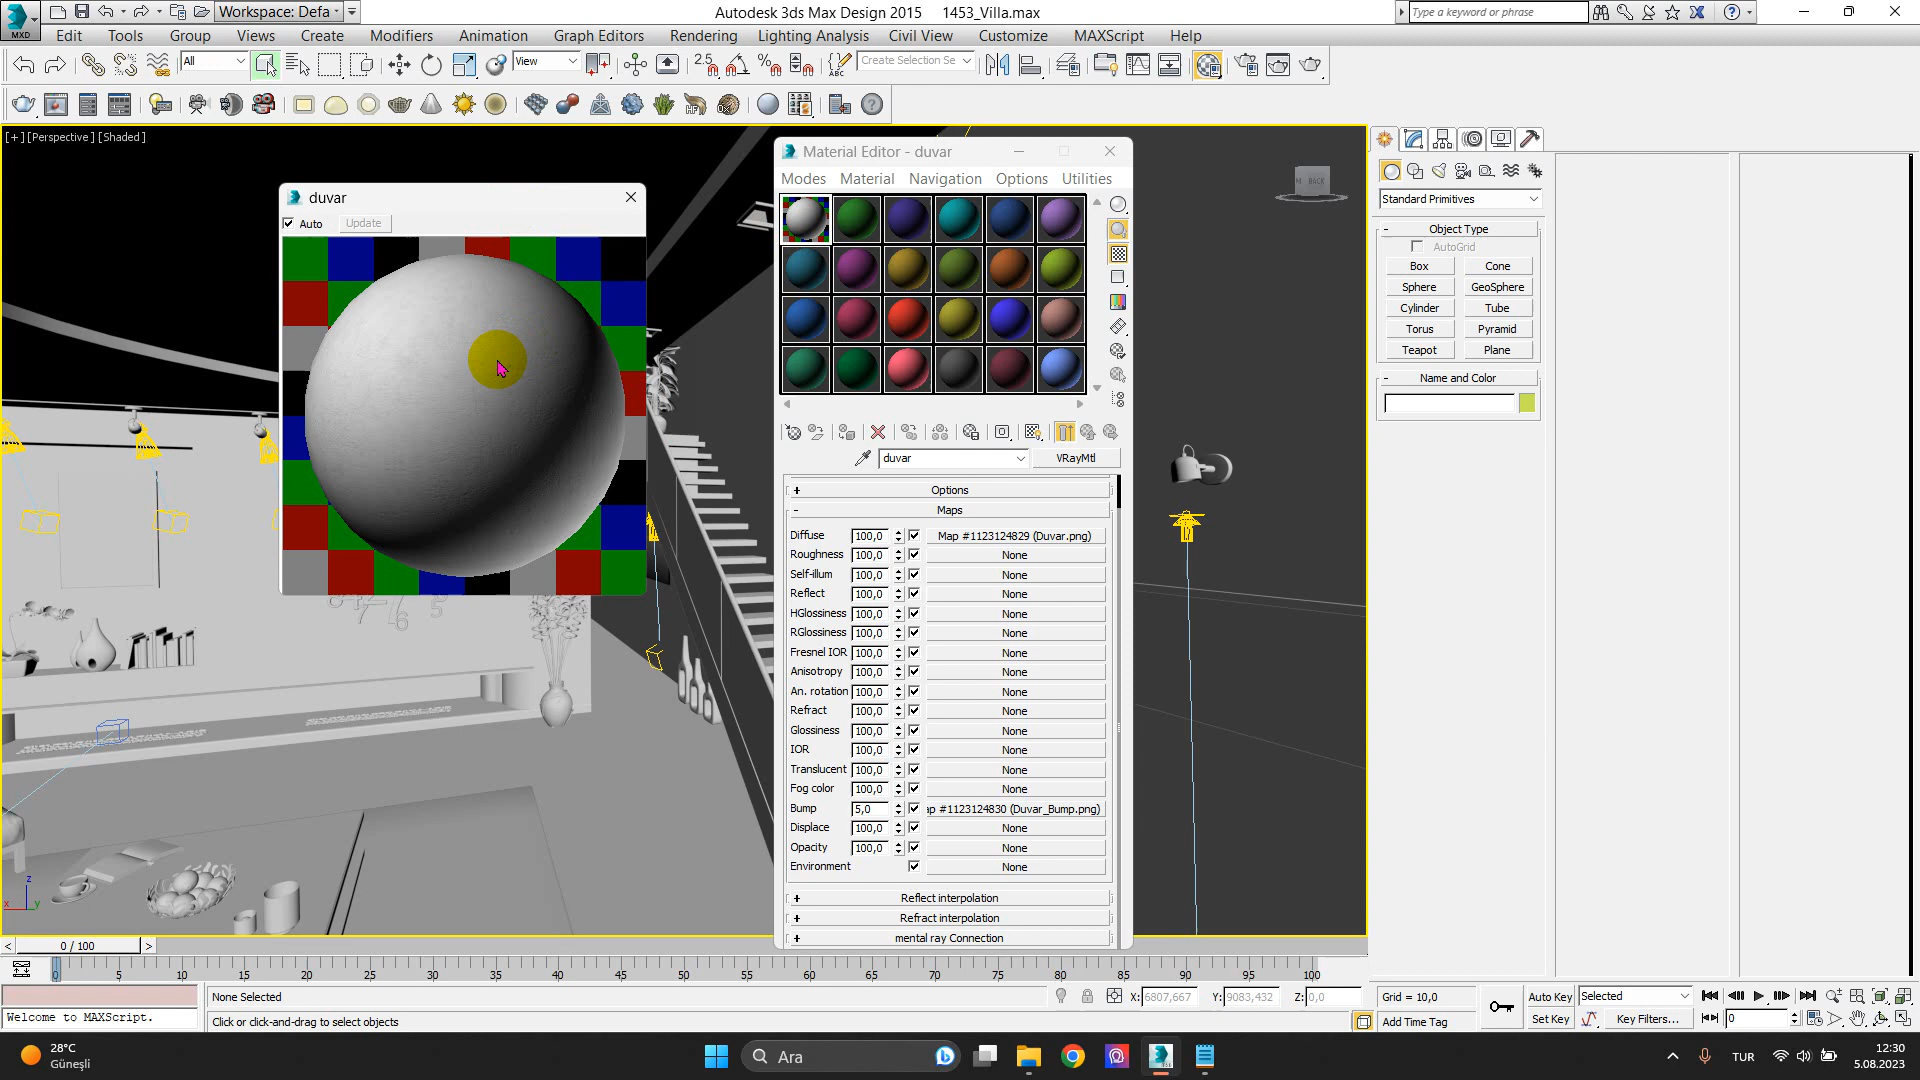 Workspace: Defa
Autodesk 3ds Max Design 2015    1453_Villa.max
Type a keyword or phrase
MXD
Edit Tools Group Views Create Modifiers Animation Graph Editors Rendering Lighting Analysis Civil View Customize MAXScript Help
All
View
2.5
Create Selection Se
[+] [Perspective] [Shaded]
duvar
Auto
Update
Material Editor - duvar
Modes Material Navigation Options Utilities
duvar
VRayMtl
+ Options
- Maps
Diffuse 100,0 Map #1123124829 (Duvar.png)
Roughness 100,0 None
Self-illum 100,0 None
Reflect 100,0 None
HGlossiness 100,0 None
RGlossiness 100,0 None
Fresnel IOR 100,0 None
Anisotropy 100,0 None
An. rotation 100,0 None
Refract 100,0 None
Glossiness 100,0 None
IOR 100,0 None
Translucent 100,0 None
Fog color 100,0 None
Bump 5,0 ap #1123124830 (Duvar_Bump.png)
Displace 100,0 None
Opacity 100,0 None
Environment None
+ Reflect interpolation
+ Refract interpolation
+ mental ray Connection
BACK
Standard Primitives
- Object Type
AutoGrid
Box Cone
Sphere GeoSphere
Cylinder Tube
Torus Pyramid
Teapot Plane
- Name and Color
z
x
y
< 0 / 100 >
0 5 10 15 20 25 30 35 40 45 50 55 60 65 70 75 80 85 90 95 100
None Selected
X: 6807,667 Y: 9083,432 Z: 0,0
Grid = 10,0
Auto Key
Selected
Welcome to MAXScript.
Click or click-and-drag to select objects
Add Time Tag
Set Key
Key Filters...
0
28°C
Güneşli
Ara
TUR
12:30
5.08.2023